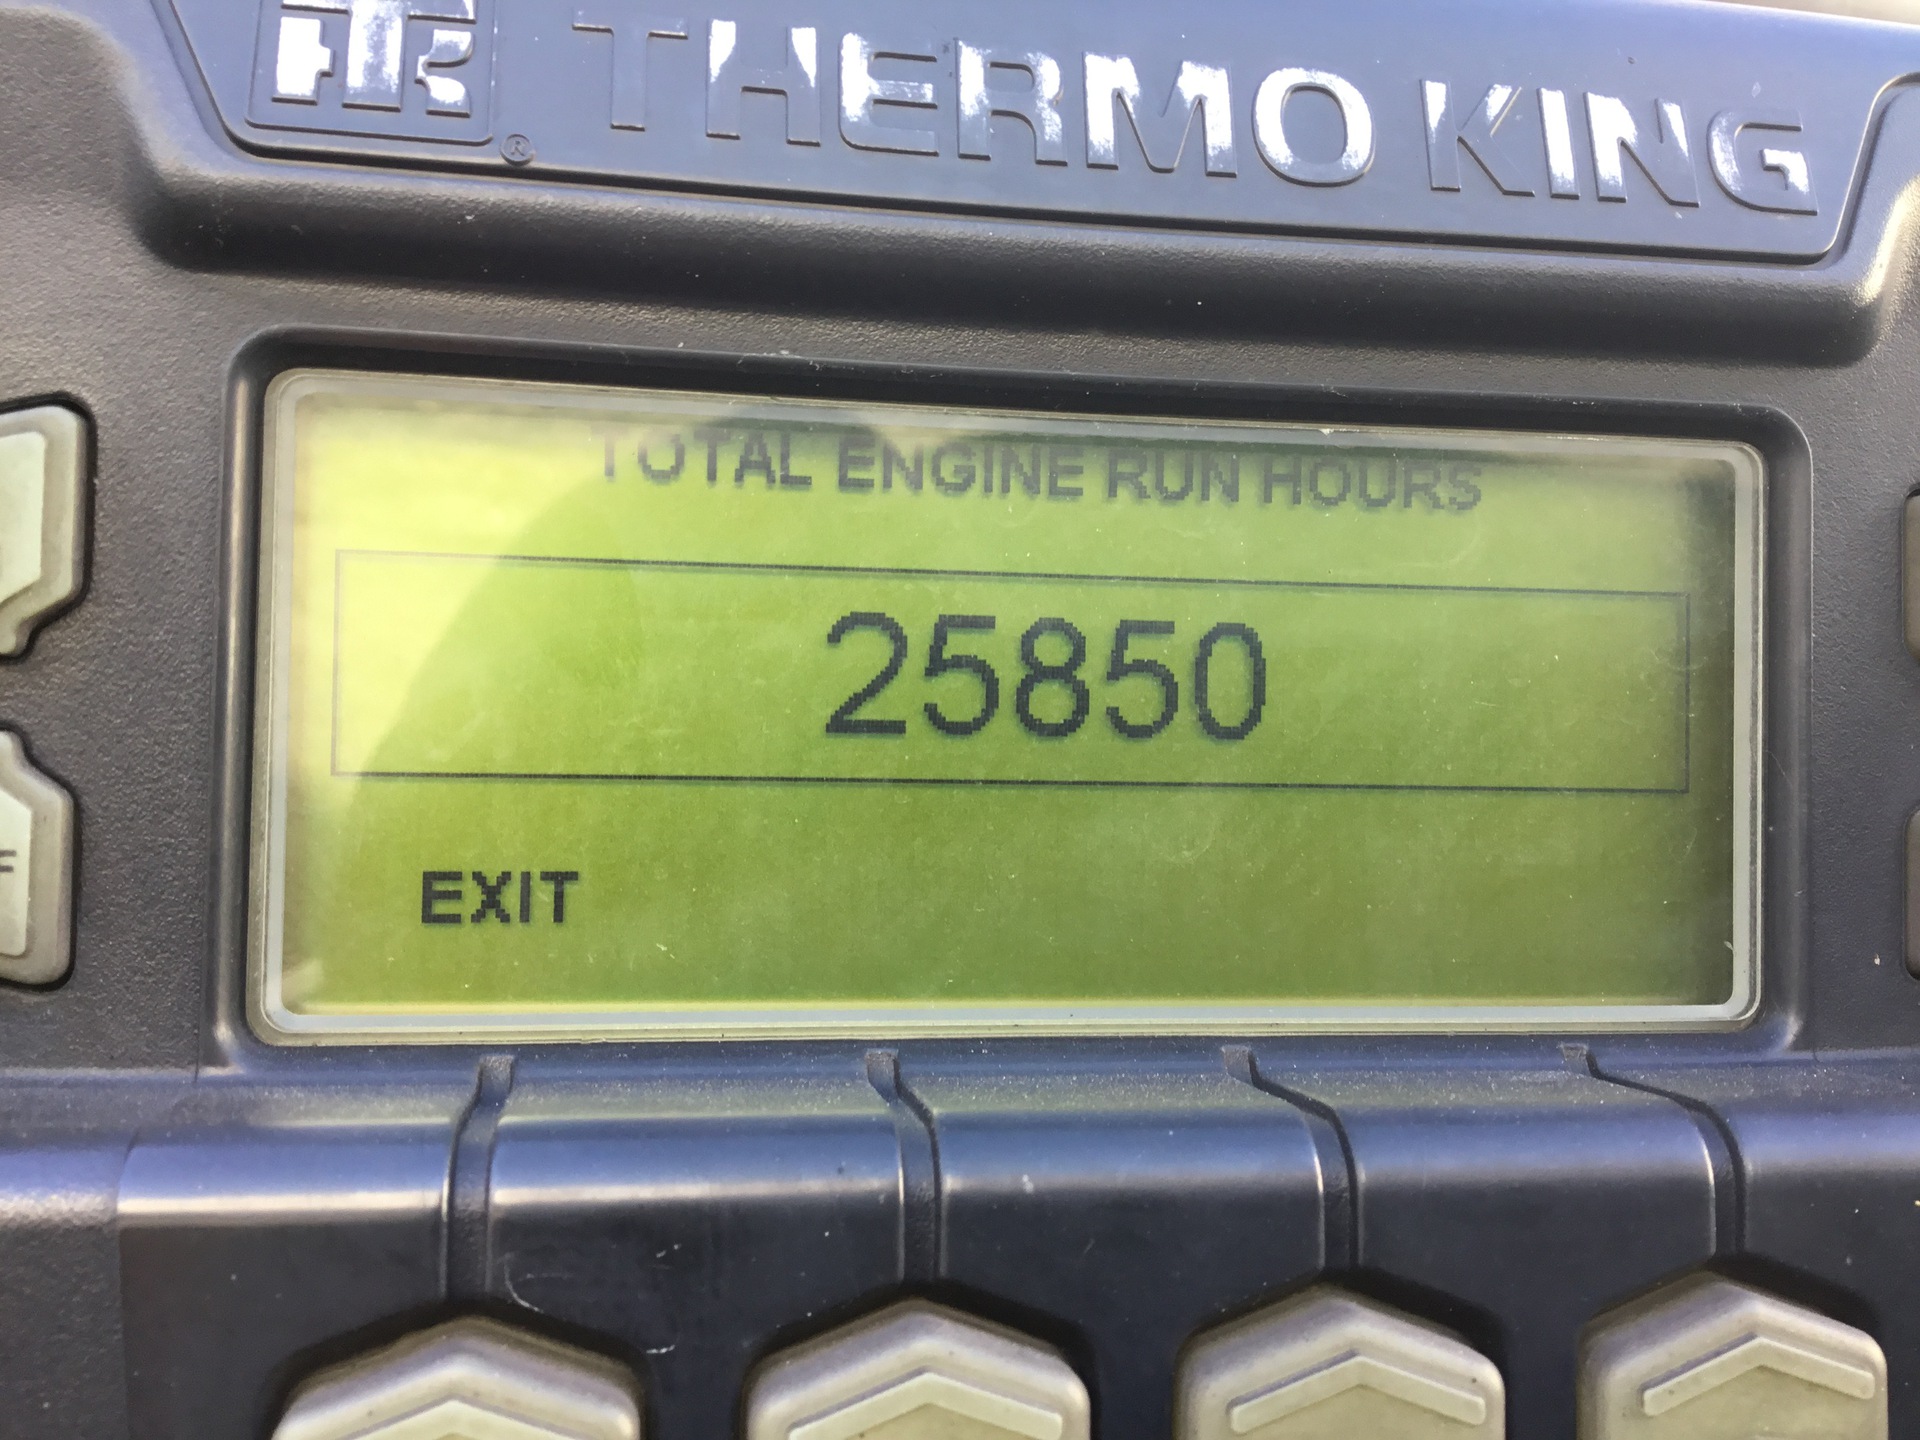 ® THERMO KING
TOTAL ENGINE RUN HOURS
25850
EXIT